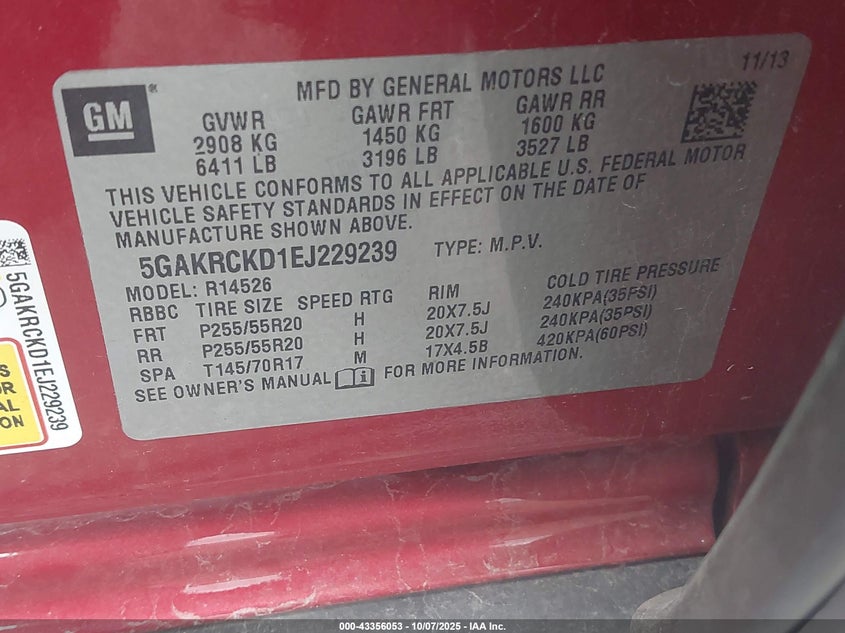 11/13
MFD BY GENERAL MOTORS LLC
GM
GVWR GAWR FRT GAWR RR
2908 KG 1450 KG 1600 KG
6411 LB 3196 LB 3527 LB
THIS VEHICLE CONFORMS TO ALL APPLICABLE U.S. FEDERAL MOTOR
VEHICLE SAFETY STANDARDS IN EFFECT ON THE DATE OF
MANUFACTURE SHOWN ABOVE.
5GAKRCKD1EJ229239 TYPE: M.P.V.
MODEL: R14526
RBBC TIRE SIZE SPEED RTG RIM COLD TIRE PRESSURE
FRT P255/55R20 H 20X7.5J 240KPA(35PSI)
RR P255/55R20 H 20X7.5J 240KPA(35PSI)
SPA T145/70R17 M 17X4.5B 420KPA(60PSI)
SEE OWNER'S MANUAL FOR MORE INFORMATION.
5GAKRCKD1EJ229239
000-43356053 - 10/07/2025 - IAA Inc.